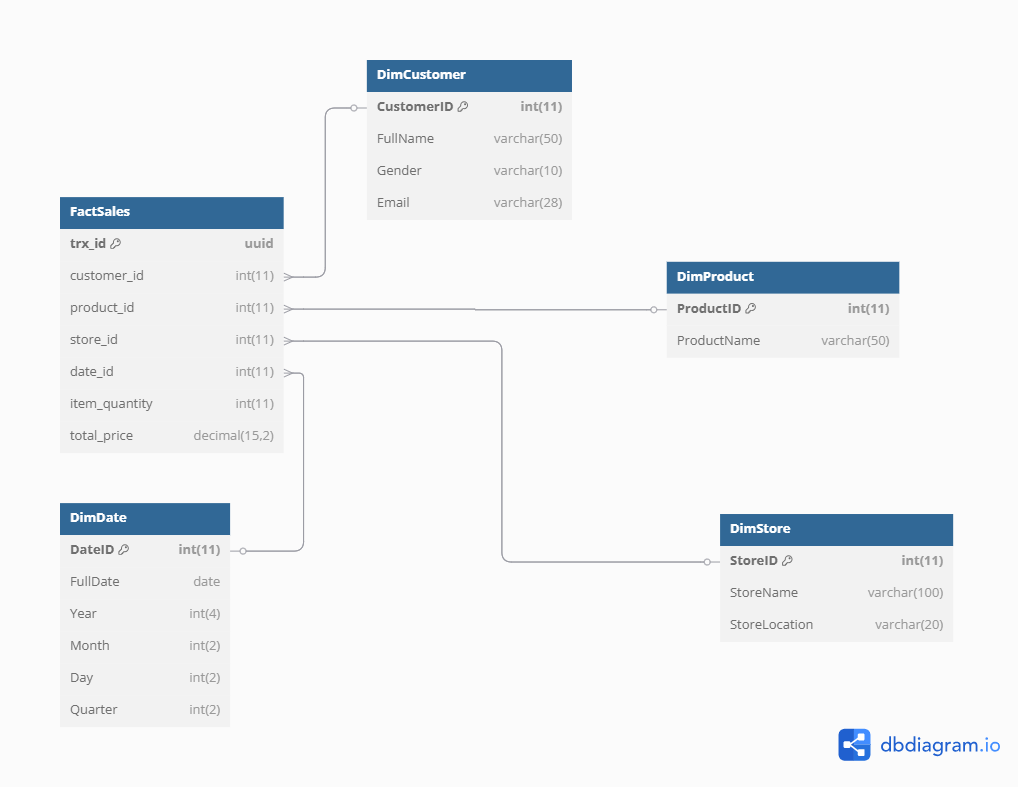 DimCustomer
CustomerID int(11)
FullName varchar(50)
Gender varchar(10)
Email varchar(28)
FactSales
trx_id uuid
customer_id int(11)
product_id int(11)
store_id int(11)
date_id int(11)
item_quantity int(11)
total_price decimal(15,2)
DimProduct
ProductID int(11)
ProductName varchar(50)
DimDate
DateID int(11)
FullDate date
Year int(4)
Month int(2)
Day int(2)
Quarter int(2)
DimStore
StoreID int(11)
StoreName varchar(100)
StoreLocation varchar(20)
dbdiagram.io